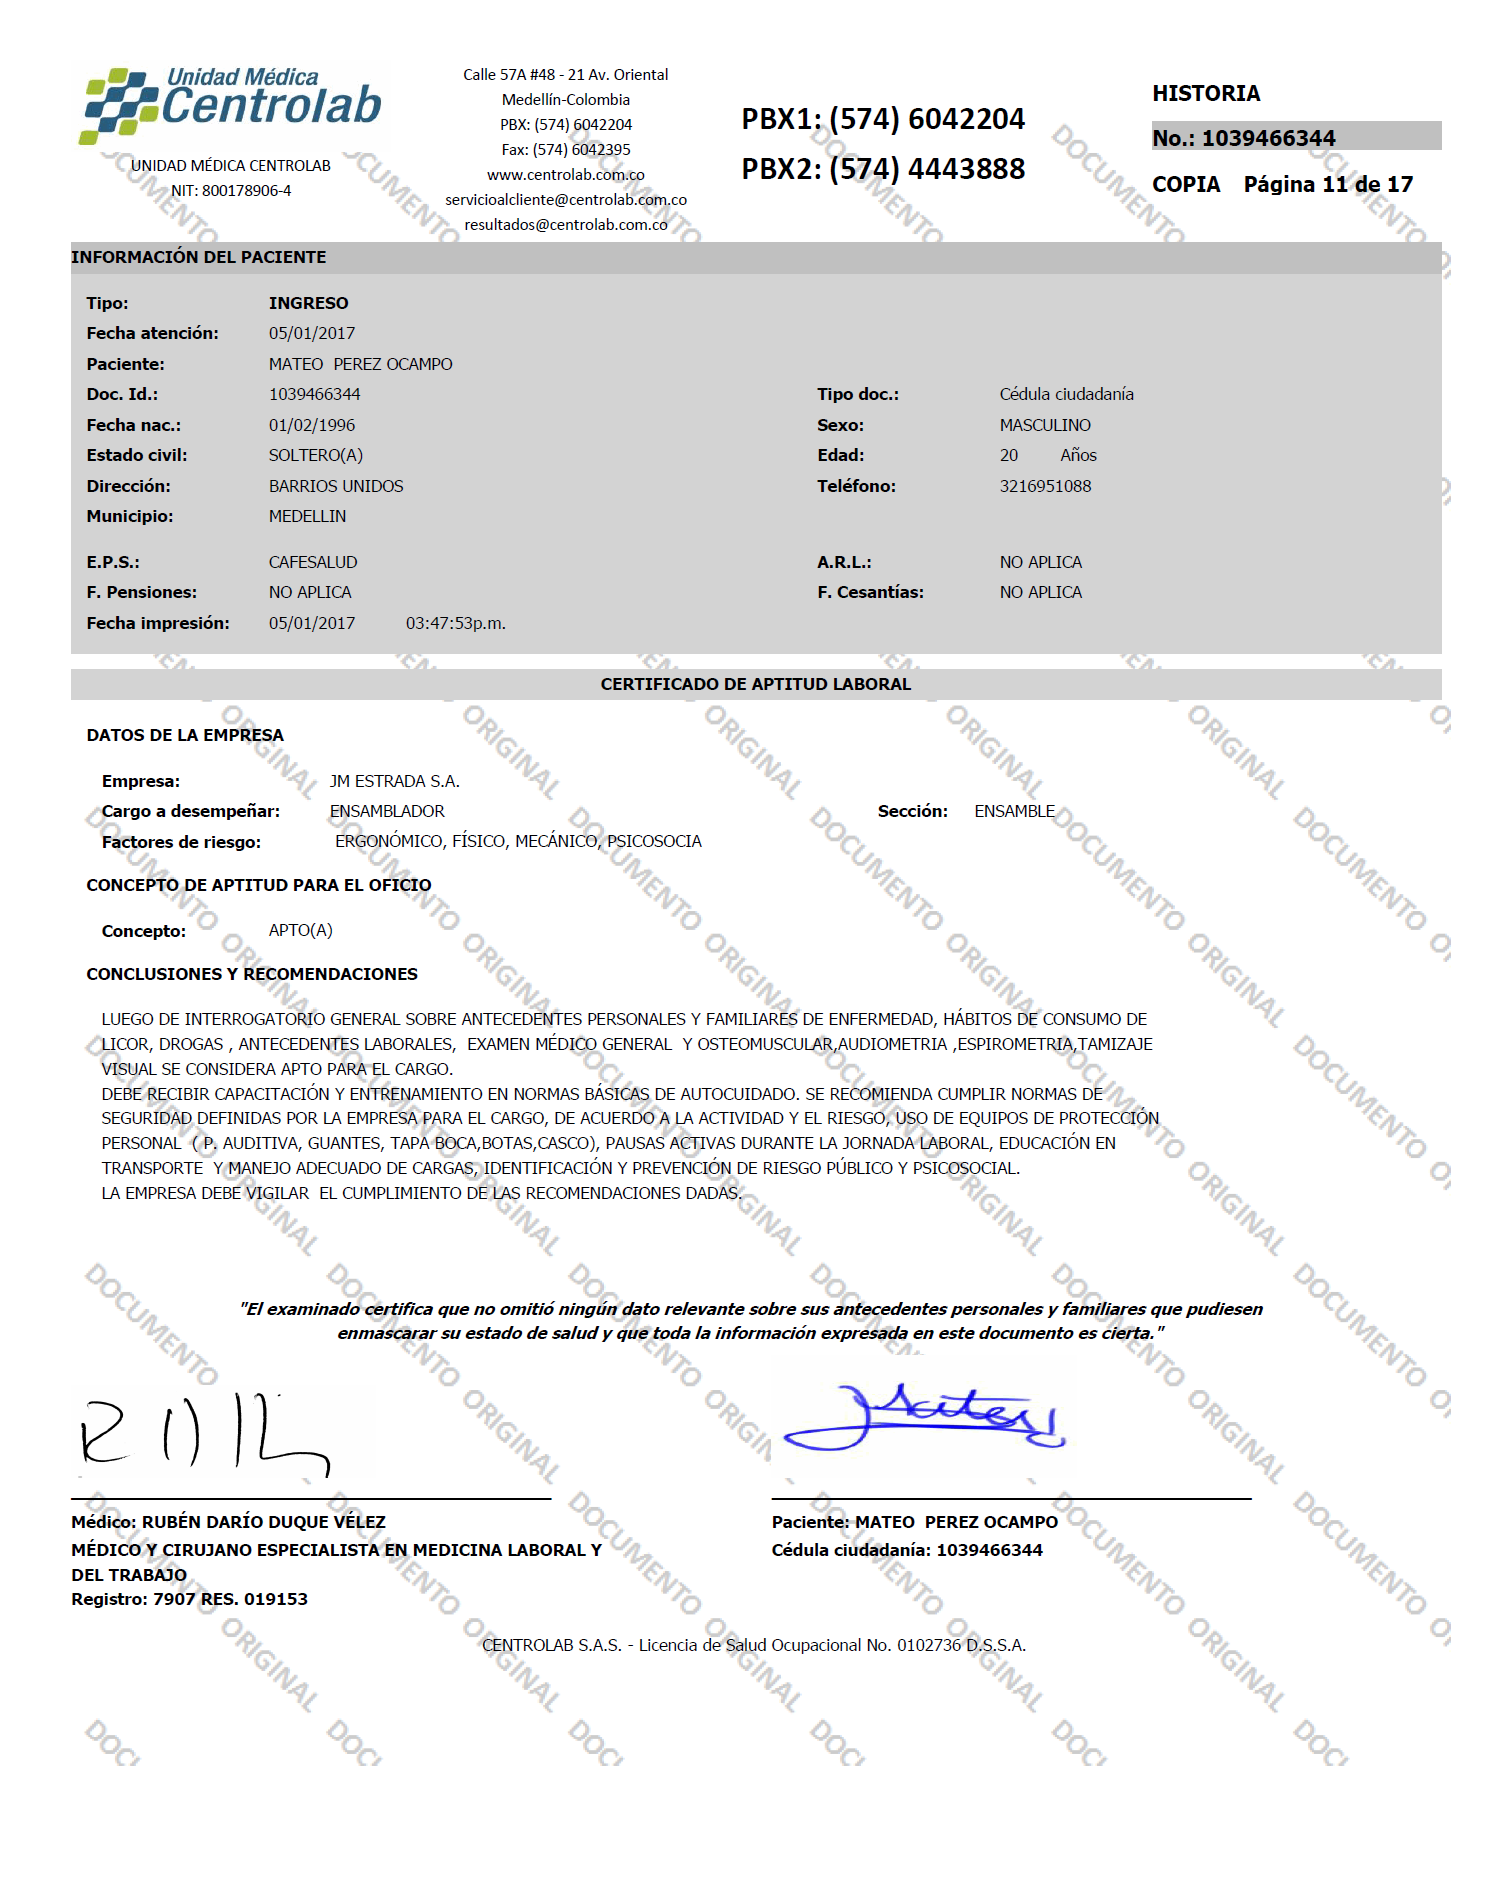 Unidad Médica
Centrolab
UNIDAD MÉDICA CENTROLAB
NIT: 800178906-4
Calle 57A #48 - 21 Av. Oriental
Medellín-Colombia
PBX: (574) 6042204
Fax: (574) 6042395
www.centrolab.com.co
servicioalcliente@centrolab.com.co
resultados@centrolab.com.co
PBX1: (574) 6042204
PBX2: (574) 4443888
HISTORIA
No.: 1039466344
COPIA Página 11 de 17
INFORMACIÓN DEL PACIENTE
Tipo: INGRESO
Fecha atención: 05/01/2017
Paciente: MATEO PEREZ OCAMPO
Doc. Id.: 1039466344 Tipo doc.: Cédula ciudadanía
Fecha nac.: 01/02/1996 Sexo: MASCULINO
Estado civil: SOLTERO(A) Edad: 20 Años
Dirección: BARRIOS UNIDOS Teléfono: 3216951088
Municipio: MEDELLIN
E.P.S.: CAFESALUD A.R.L.: NO APLICA
F. Pensiones: NO APLICA F. Cesantías: NO APLICA
Fecha impresión: 05/01/2017 03:47:53p.m.
CERTIFICADO DE APTITUD LABORAL
DATOS DE LA EMPRESA
Empresa: JM ESTRADA S.A.
Cargo a desempeñar: ENSAMBLADOR Sección: ENSAMBLE
Factores de riesgo: ERGONÓMICO, FÍSICO, MECÁNICO, PSICOSOCIA
CONCEPTO DE APTITUD PARA EL OFICIO
Concepto: APTO(A)
CONCLUSIONES Y RECOMENDACIONES
LUEGO DE INTERROGATORIO GENERAL SOBRE ANTECEDENTES PERSONALES Y FAMILIARES DE ENFERMEDAD, HÁBITOS DE CONSUMO DE
LICOR, DROGAS , ANTECEDENTES LABORALES, EXAMEN MÉDICO GENERAL Y OSTEOMUSCULAR,AUDIOMETRIA ,ESPIROMETRIA,TAMIZAJE
VISUAL SE CONSIDERA APTO PARA EL CARGO.
DEBE RECIBIR CAPACITACIÓN Y ENTRENAMIENTO EN NORMAS BÁSICAS DE AUTOCUIDADO. SE RECOMIENDA CUMPLIR NORMAS DE
SEGURIDAD DEFINIDAS POR LA EMPRESA PARA EL CARGO, DE ACUERDO A LA ACTIVIDAD Y EL RIESGO, USO DE EQUIPOS DE PROTECCIÓN
PERSONAL ( P. AUDITIVA, GUANTES, TAPA BOCA,BOTAS,CASCO), PAUSAS ACTIVAS DURANTE LA JORNADA LABORAL, EDUCACIÓN EN
TRANSPORTE Y MANEJO ADECUADO DE CARGAS, IDENTIFICACIÓN Y PREVENCIÓN DE RIESGO PÚBLICO Y PSICOSOCIAL.
LA EMPRESA DEBE VIGILAR EL CUMPLIMIENTO DE LAS RECOMENDACIONES DADAS.
"El examinado certifica que no omitió ningún dato relevante sobre sus antecedentes personales y familiares que pudiesen
enmascarar su estado de salud y que toda la información expresada en este documento es cierta."
Médico: RUBÉN DARÍO DUQUE VÉLEZ
MÉDICO Y CIRUJANO ESPECIALISTA EN MEDICINA LABORAL Y
DEL TRABAJO
Registro: 7907 RES. 019153
Paciente: MATEO PEREZ OCAMPO
Cédula ciudadanía: 1039466344
CENTROLAB S.A.S. - Licencia de Salud Ocupacional No. 0102736 D.S.S.A.
DOCUMENTO ORIGINAL